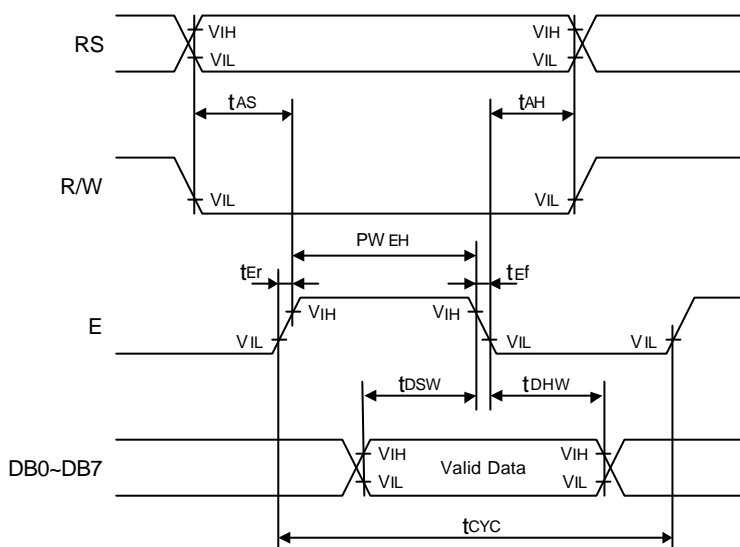 RS
VIH
VIH
VIL
VIL
tAS
tAH
R/W
VIL
VIL
PW EH
tEr
tEf
E
VIH
VIH
VIL
VIL
VIL
tDSW
tDHW
DB0~DB7
VIH
Valid Data
VIH
VIL
VIL
tCYC